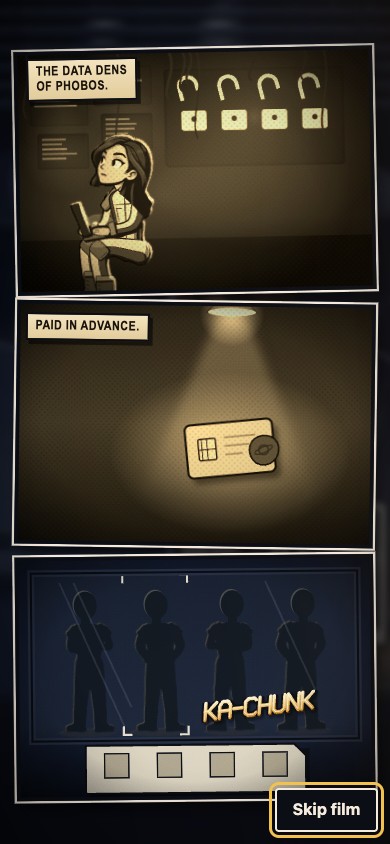 THE DATA DENS
OF PHOBOS.
PAID IN ADVANCE.
KA-CHUNK
Skip film